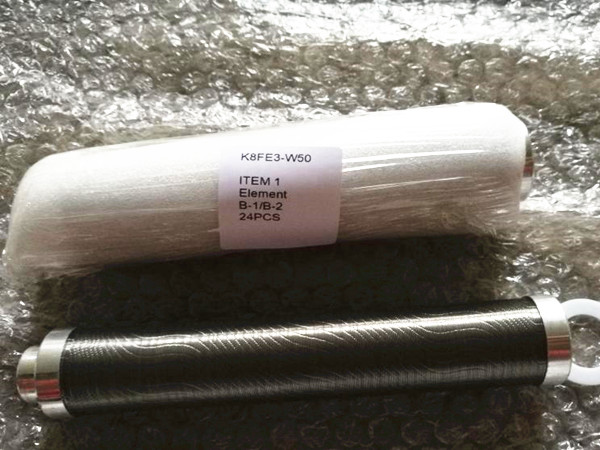 K8FE3-W50
ITEM 1
Element
B-1/B-2
24PCS